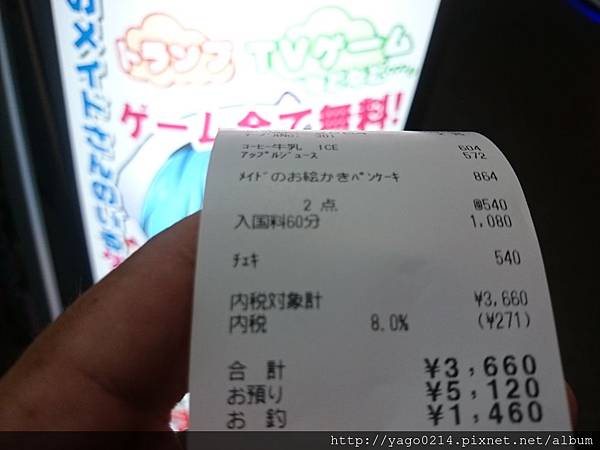 トランプ TVゲーム
ゲーム全て無料!
コーヒー牛乳 ICE 604
アップルジュース 572
メイドのお絵かきパンケーキ 864
2 点 @540
入国料60分 1,080
チェキ 540
内税対象計 ¥3,660
内税 8.0% (¥271)
合 計 ¥3,660
お預り ¥5,120
お 釣 ¥1,460
http://yago0214.pixnet.net/album